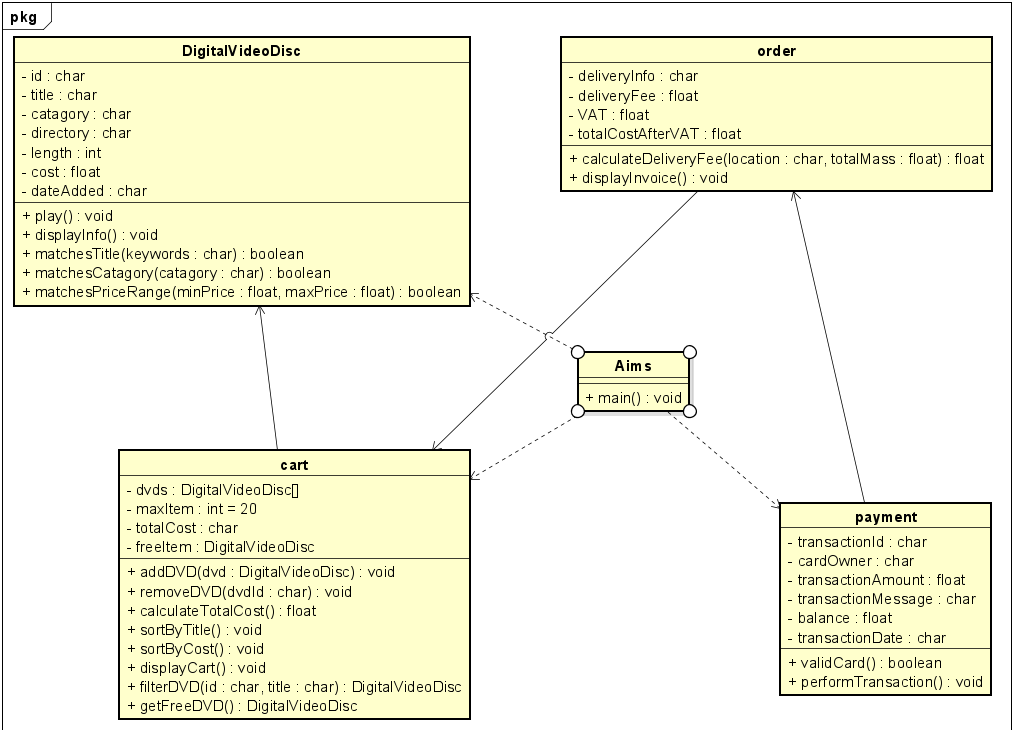 pkg
DigitalVideoDisc
- id : char
- title : char
- catagory : char
- directory : char
- length : int
- cost : float
- dateAdded : char
+ play() : void
+ displayInfo() : void
+ matchesTitle(keywords : char) : boolean
+ matchesCatagory(catagory : char) : boolean
+ matchesPriceRange(minPrice : float, maxPrice : float) : boolean
order
- deliveryInfo : char
- deliveryFee : float
- VAT : float
- totalCostAfterVAT : float
+ calculateDeliveryFee(location : char, totalMass : float) : float
+ displayInvoice() : void
Aims
+ main() : void
cart
- dvds : DigitalVideoDisc[]
- maxItem : int = 20
- totalCost : char
- freeItem : DigitalVideoDisc
+ addDVD(dvd : DigitalVideoDisc) : void
+ removeDVD(dvdId : char) : void
+ calculateTotalCost() : float
+ sortByTitle() : void
+ sortByCost() : void
+ displayCart() : void
+ filterDVD(id : char, title : char) : DigitalVideoDisc
+ getFreeDVD() : DigitalVideoDisc
payment
- transactionId : char
- cardOwner : char
- transactionAmount : float
- transactionMessage : char
- balance : float
- transactionDate : char
+ validCard() : boolean
+ performTransaction() : void